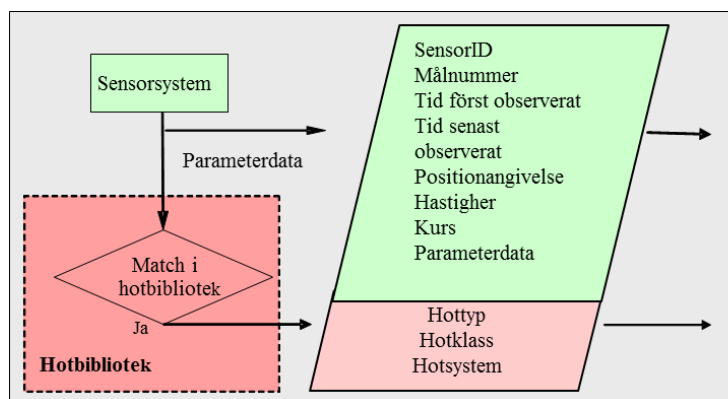 Sensorsystem
Parameterdata
Match i
hotbibliotek
Ja
Hotbibliotek
SensorID
Målnummer
Tid först observerat
Tid senast
observerat
Positionangivelse
Hastigher
Kurs
Parameterdata
Hottyp
Hotklass
Hotsystem